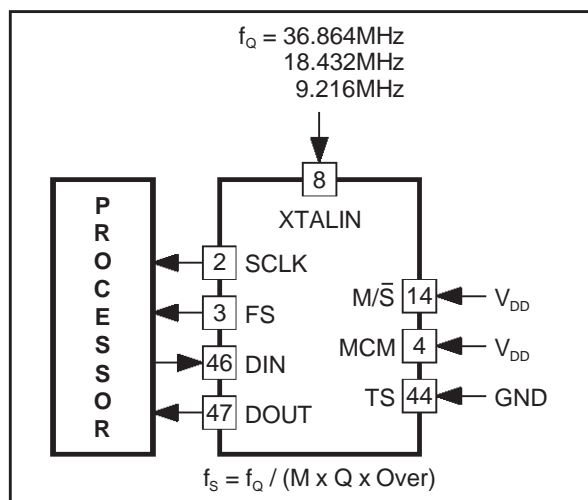 f_Q = 36.864MHz
18.432MHz
9.216MHz
8
XTALIN
PROCESSOR
2 SCLK
3 FS
46 DIN
47 DOUT
M/S̅ 14 V_DD
MCM 4 V_DD
TS 44 GND
f_S = f_Q / (M x Q x Over)